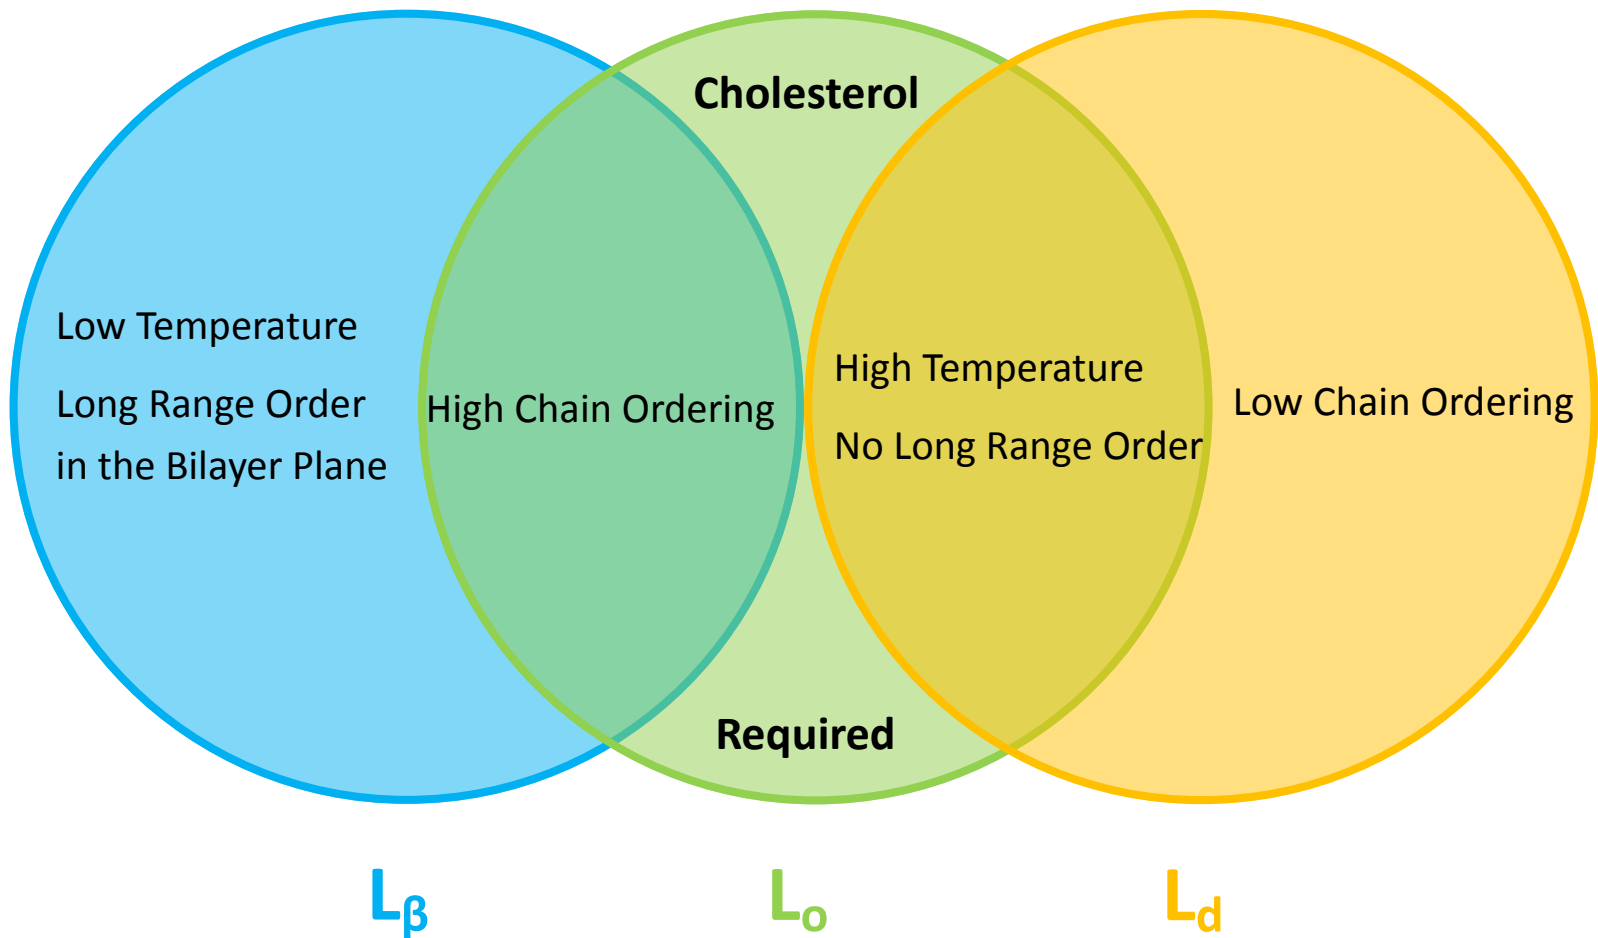 Cholesterol
Low Temperature
Long Range Order
in the Bilayer Plane
High Chain Ordering
High Temperature
No Long Range Order
Low Chain Ordering
Required
Lβ
Lo
Ld